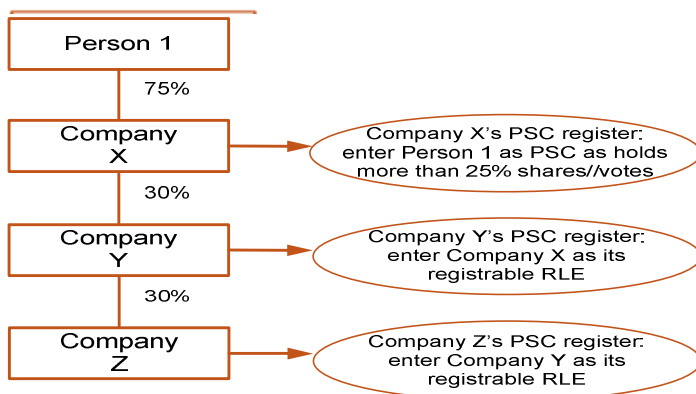 Person 1
75%
Company
X
Company X's PSC register:
enter Person 1 as PSC as holds
more than 25% shares//votes
30%
Company
Y
Company Y's PSC register:
enter Company X as its
registrable RLE
30%
Company
Z
Company Z's PSC register:
enter Company Y as its
registrable RLE